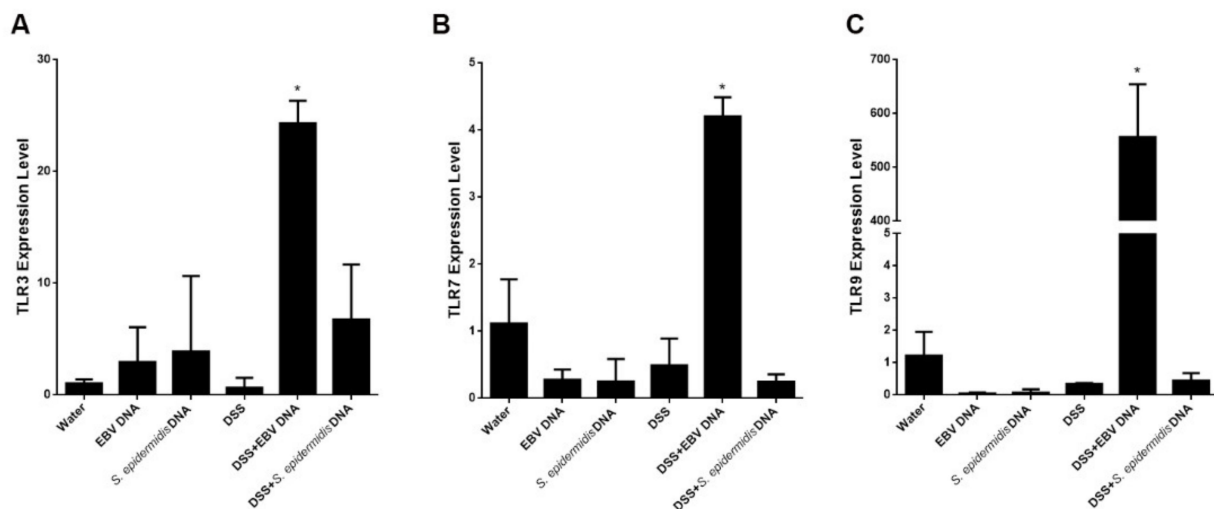 A
TLR3 Expression Level
30
20
10
0
*
Water
EBV DNA
S. epidermidis DNA
DSS
DSS+EBV DNA
DSS+S. epidermidis DNA
B
TLR7 Expression Level
5
4
3
2
1
0
*
Water
EBV DNA
S. epidermidis DNA
DSS
DSS+EBV DNA
DSS+S. epidermidis DNA
C
TLR9 Expression Level
700
600
500
400
5
4
3
2
1
0
*
Water
EBV DNA
S. epidermidis DNA
DSS
DSS+EBV DNA
DSS+S. epidermidis DNA